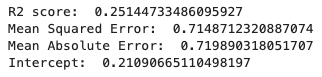 R2 score:  0.25144733486095927
Mean Squared Error:  0.7148712320887074
Mean Absolute Error:  0.719890318051707
Intercept:  0.21090665110498197